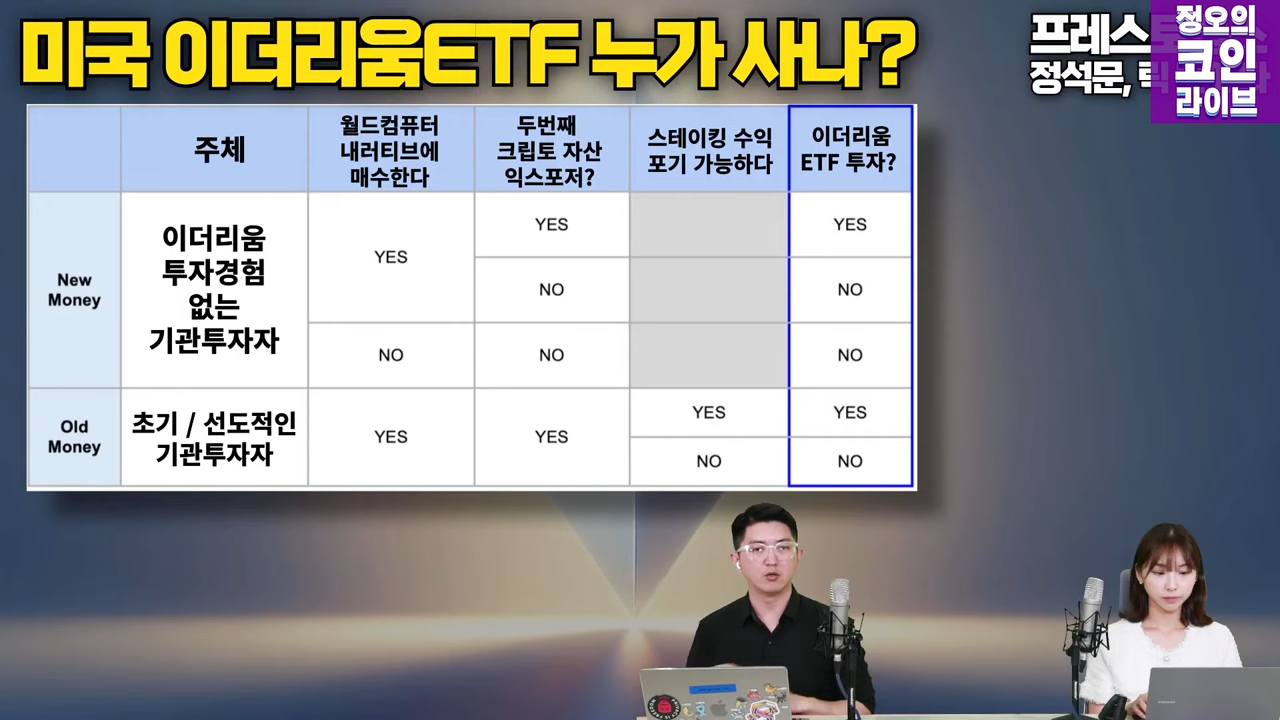 미국 이더리움ETF 누가 사나?
프레스
정석문,
정오의
코인
라이브
주체
월드컴퓨터
내러티브에
매수한다
두번째
크립토 자산
익스포저?
스테이킹 수익
포기 가능하다
이더리움
ETF 투자?
New
Money
이더리움
투자경험
없는
기관투자자
YES
YES
YES
NO
NO
NO
NO
NO
Old
Money
초기 / 선도적인
기관투자자
YES
YES
YES
YES
NO
NO